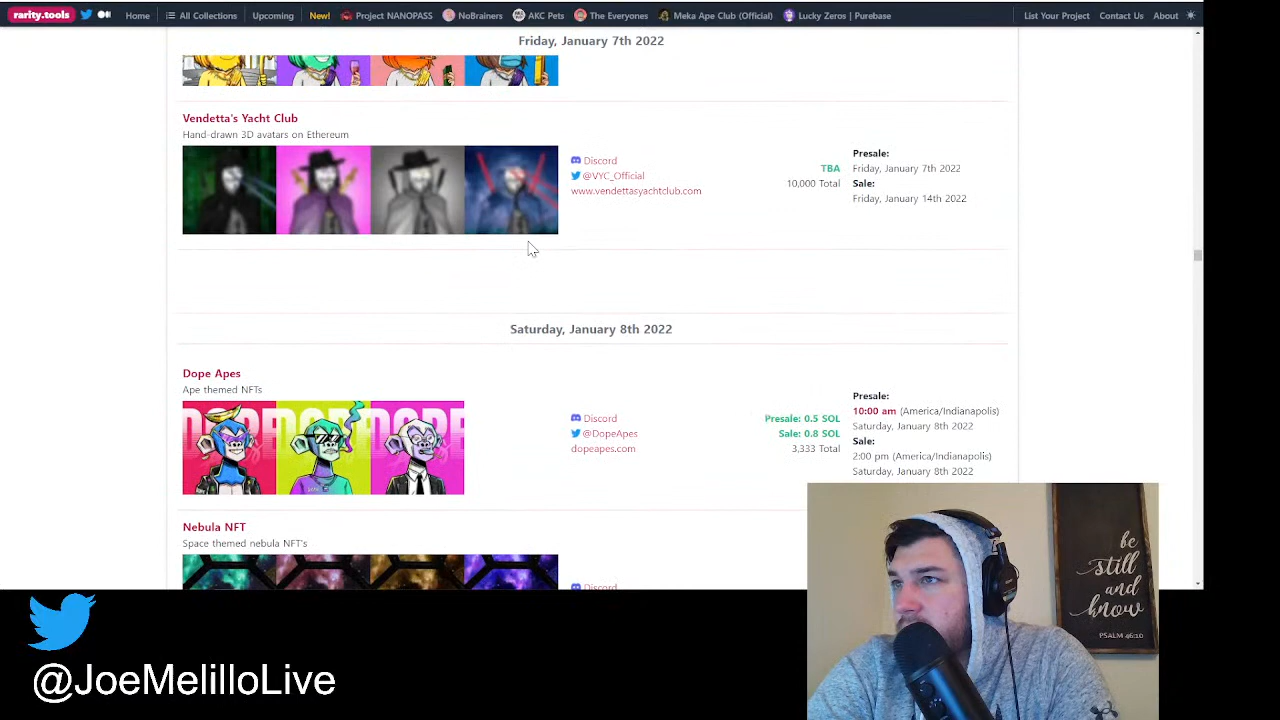 rarity.tools Home All Collections Upcoming New! Project NANOPASS NoBrainers AKC Pets The Everyones Meka Ape Club (Official) Lucky Zeros | Purebase List Your Project Contact Us About
Friday, January 7th 2022
Vendetta's Yacht Club
Hand-drawn 3D avatars on Ethereum
Discord
@VYC_Official
www.vendettasyachtclub.com
TBA
10,000 Total
Presale:
Friday, January 7th 2022
Sale:
Friday, January 14th 2022
Saturday, January 8th 2022
Dope Apes
Ape themed NFTs
Discord
@DopeApes
dopeapes.com
Presale: 0.5 SOL
Sale: 0.8 SOL
3,333 Total
Presale:
10:00 am (America/Indianapolis)
Saturday, January 8th 2022
Sale:
2:00 pm (America/Indianapolis)
Saturday, January 8th 2022
Nebula NFT
Space themed nebula NFT's
Discord
be
still
and
know
PSALM 46:10
@JoeMelilloLive